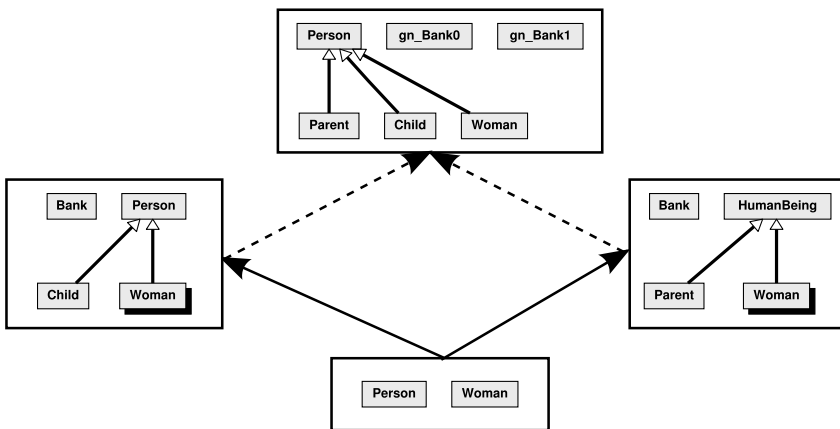 Person gn_Bank0 gn_Bank1
Parent Child Woman
Bank Person
Child Woman
Bank HumanBeing
Parent Woman
Person Woman